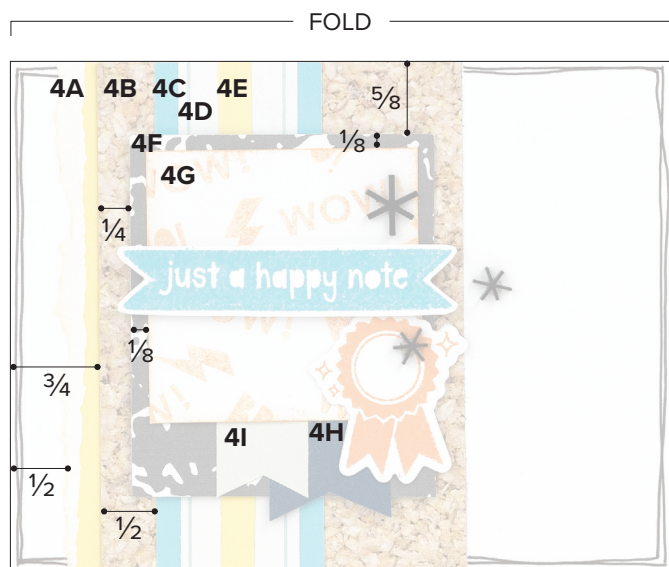 FOLD
4A 4B 4C 4E
4D
5/8
4F
1/8
4G
WOW!
1/4
just a happy note
1/8
3/4
4I 4H
1/2
1/2